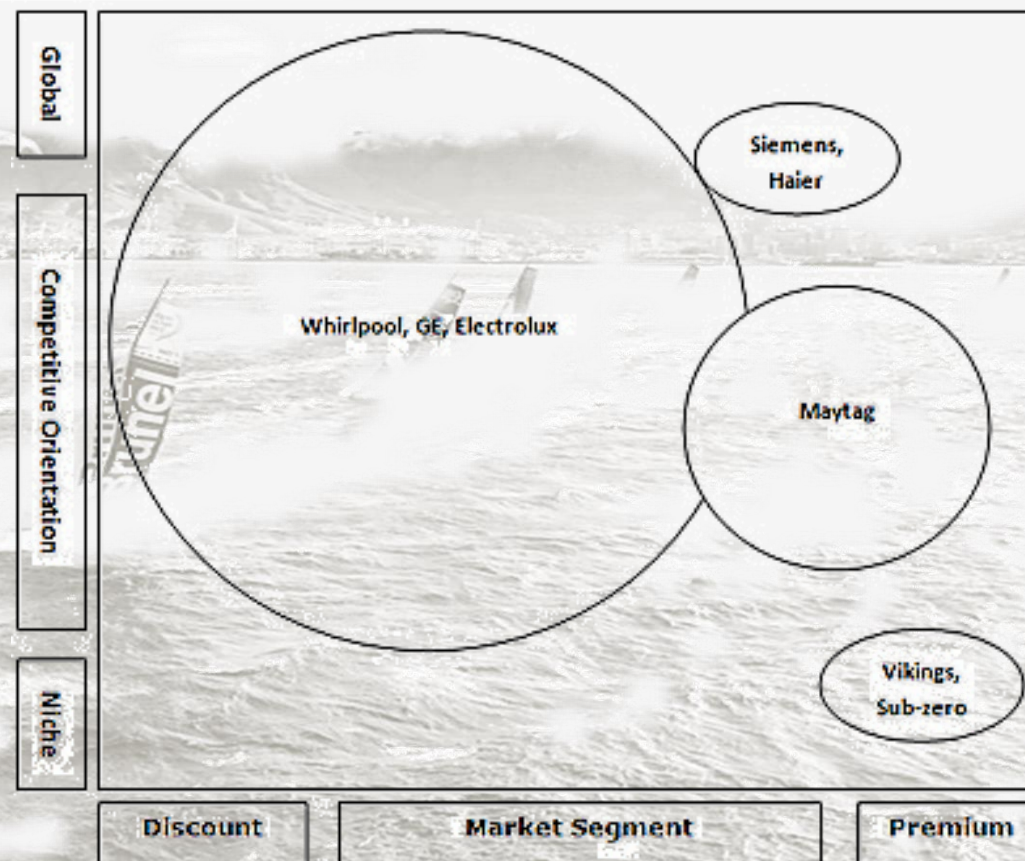 Global
Siemens,
Haier
Competitive Orientation
Whirlpool, GE, Electrolux
Maytag
Vikings,
Sub-zero
Niche
Discount
Market Segment
Premium